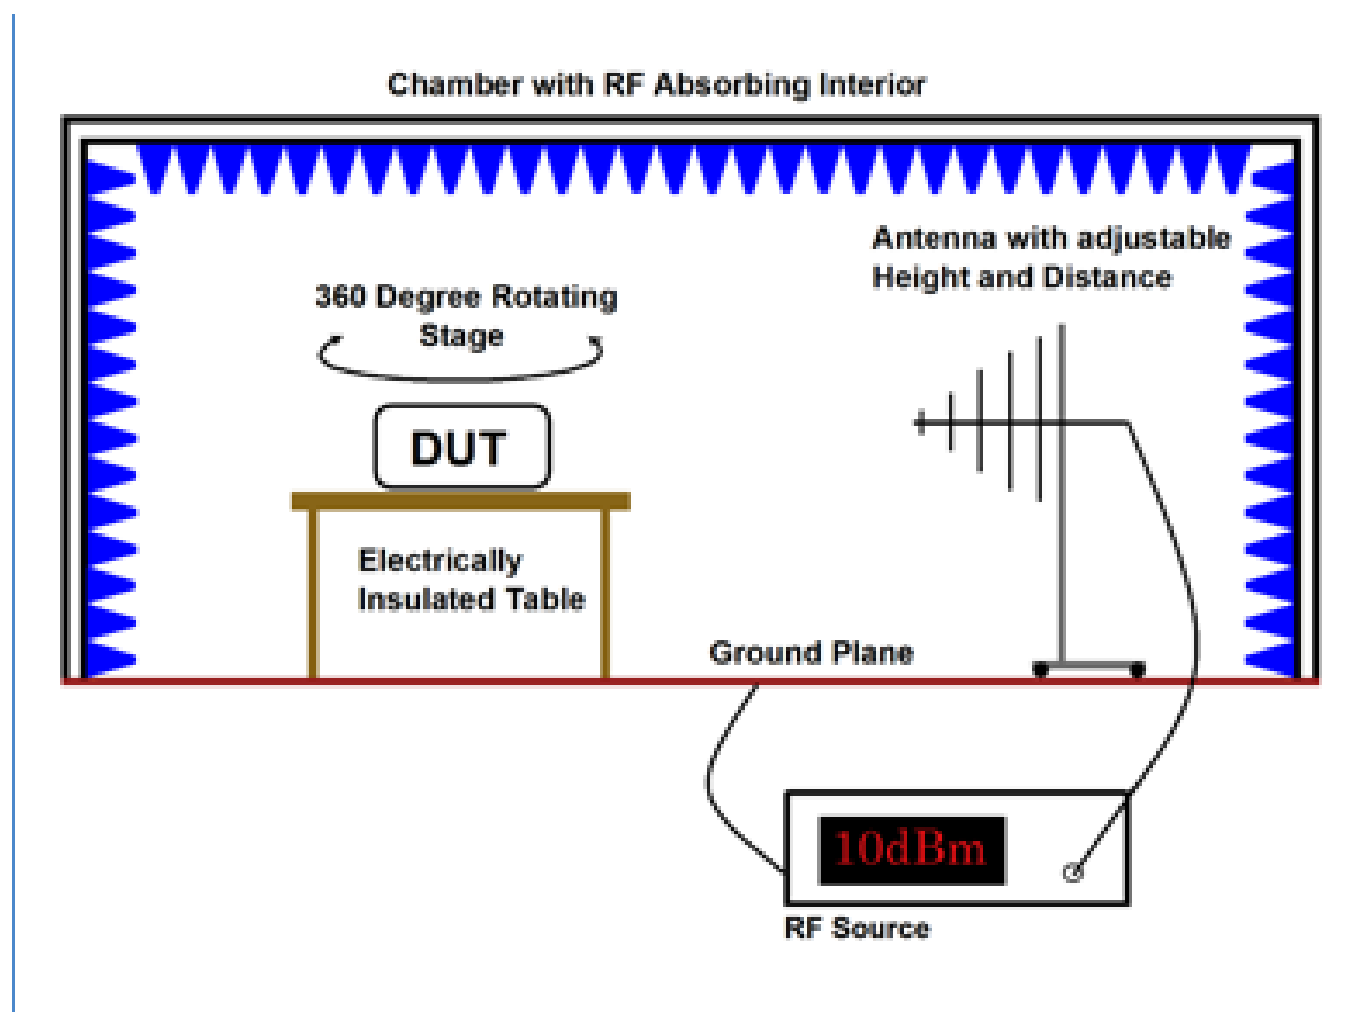 Chamber with RF Absorbing Interior
Antenna with adjustable
Height and Distance
360 Degree Rotating
Stage
DUT
Electrically
Insulated Table
Ground Plane
10dBm
RF Source